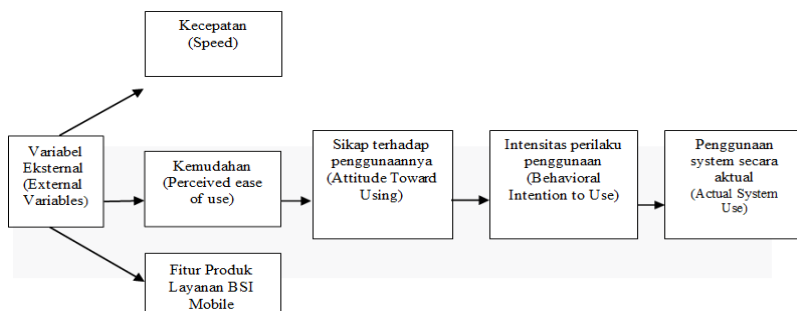 Kecepatan
(Speed)
Variabel
Eksternal
(External
Variables)
Kemudahan
(Perceived ease
of use)
Sikap terhadap
penggunaannya
(Attitude Toward
Using)
Intensitas perilaku
penggunaan
(Behavioral
Intention to Use)
Penggunaan
system secara
aktual
(Actual System
Use)
Fitur Produk
Layanan BSI
Mobile